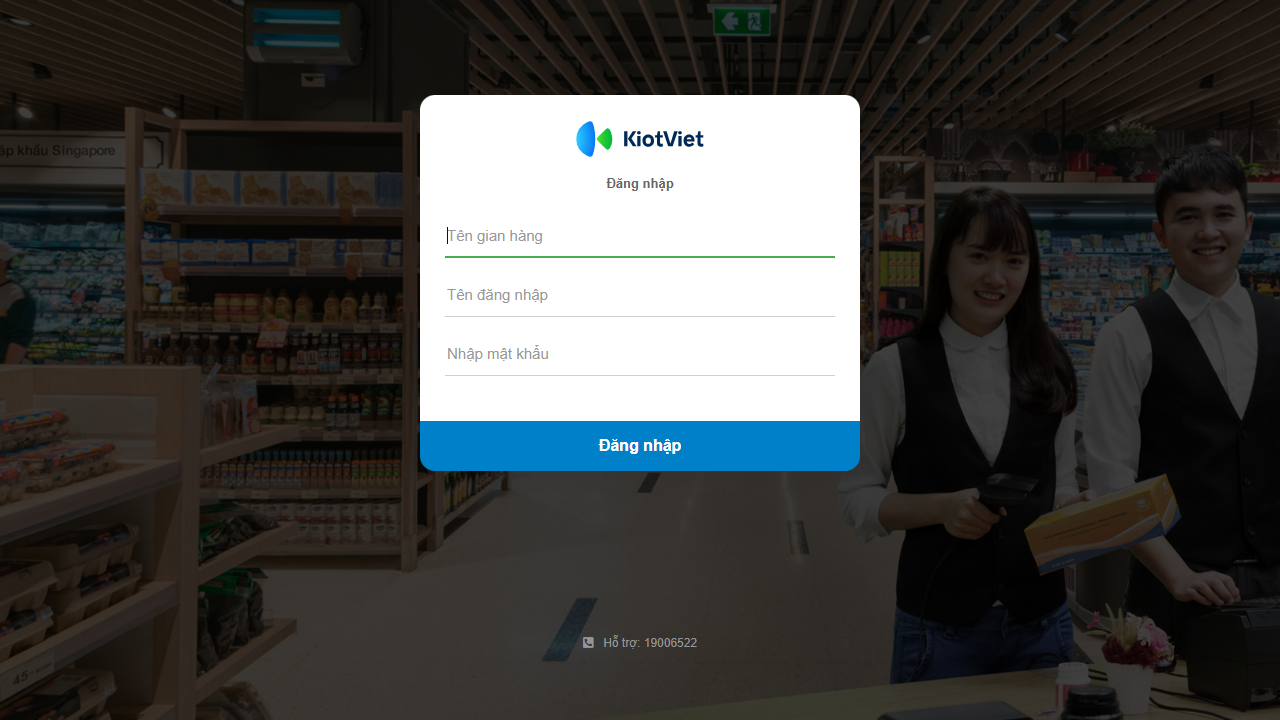 KiotViet
Đăng nhập
Tên gian hàng
Tên đăng nhập
Nhập mật khẩu
Đăng nhập
Hỗ trợ: 19006522
ập khẩu Singapore
45